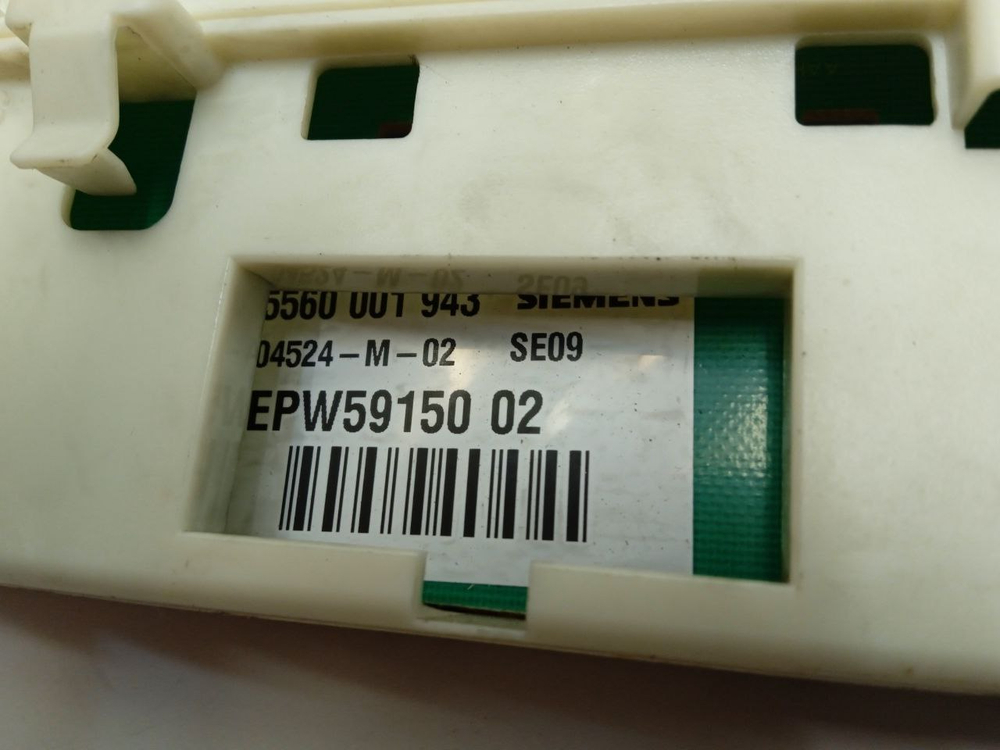 5560 001 943 SIEMENS
04524-M-02 SE09
EPW59150 02